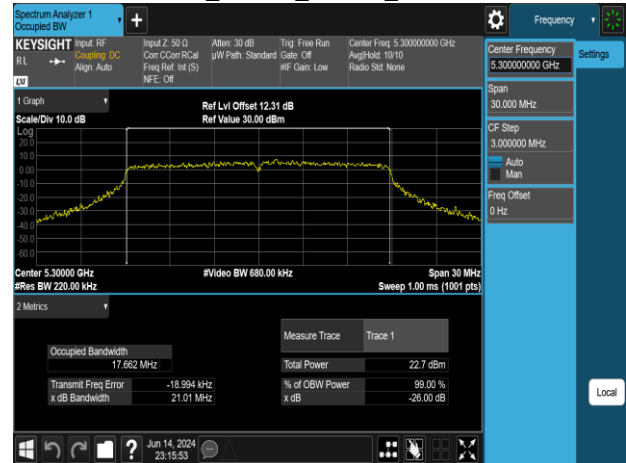 Spectrum Analyzer 1
Occupied BW
Frequency
KEYSIGHT
RL
LXI
Input: RF
Coupling: DC
Align: Auto
Input Z: 50 Ω
Corr CCorr RCal
Freq Ref: Int (S)
NFE: Off
Atten: 30 dB
µW Path: Standard
Trig: Free Run
Gate: Off
#IF Gain: Low
Center Freq: 5.300000000 GHz
Avg|Hold: 10/10
Radio Std: None
Center Frequency
5.300000000 GHz
Settings
Span
30.000 MHz
CF Step
3.000000 MHz
Auto
Man
Freq Offset
0 Hz
1 Graph
Scale/Div 10.0 dB
Ref Lvl Offset 12.31 dB
Ref Value 30.00 dBm
Log
20.0
10.0
0.00
-10.0
-20.0
-30.0
-40.0
-50.0
-60.0
Center 5.30000 GHz
#Video BW 680.00 kHz
Span 30 MHz
#Res BW 220.00 kHz
Sweep 1.00 ms (1001 pts)
2 Metrics
Measure Trace Trace 1
Occupied Bandwidth
17.662 MHz
Total Power 22.7 dBm
Transmit Freq Error -18.994 kHz
% of OBW Power 99.00 %
x dB Bandwidth 21.01 MHz
x dB -26.00 dB
Local
?
Jun 14, 2024
23:15:53